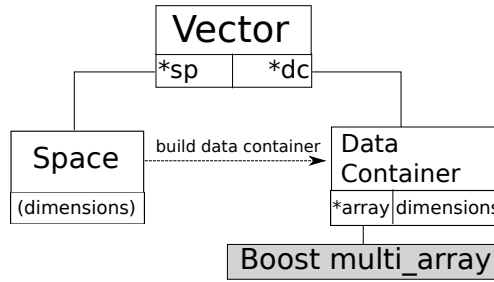 Vector
*sp *dc
Space
(dimensions)
build data container
Data
Container
*array dimensions
Boost multi_array